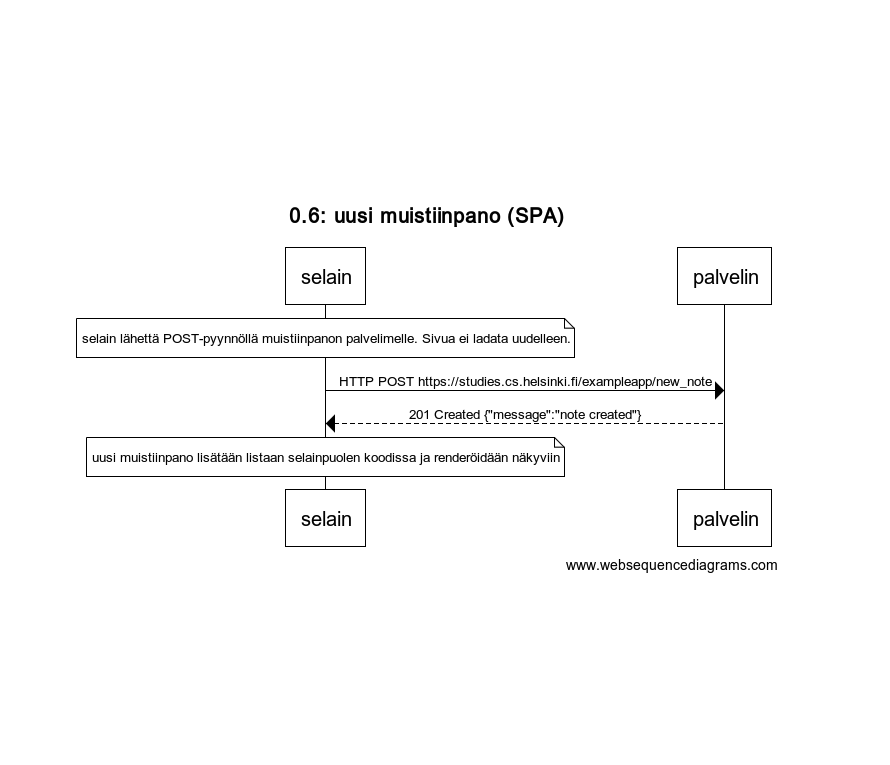 0.6: uusi muistiinpano (SPA)
selain
palvelin
selain lähettä POST-pyynnöllä muistiinpanon palvelimelle. Sivua ei ladata uudelleen.
HTTP POST https://studies.cs.helsinki.fi/exampleapp/new_note
201 Created {"message":"note created"}
uusi muistiinpano lisätään listaan selainpuolen koodissa ja renderöidään näkyviin
selain
palvelin
www.websequencediagrams.com